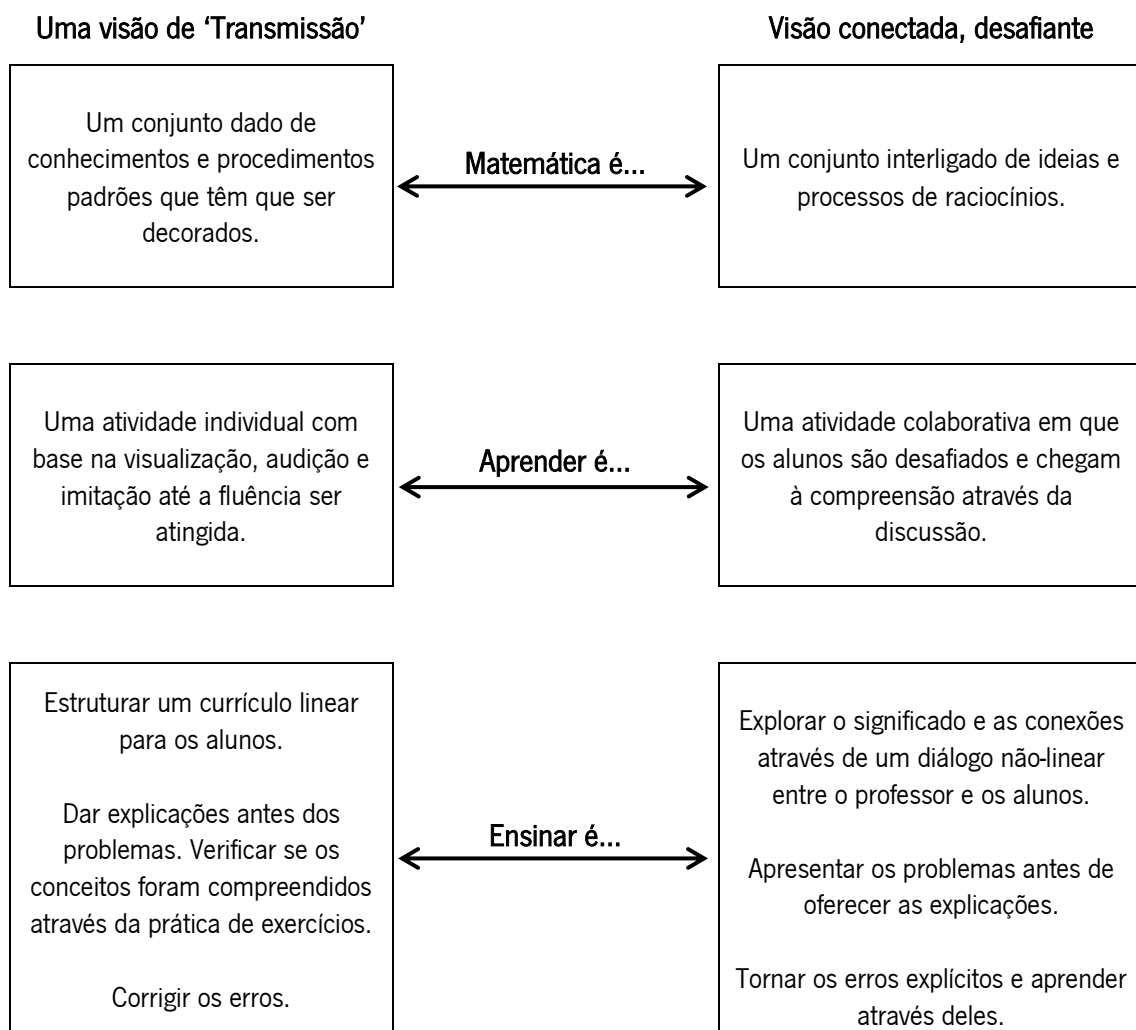 Uma visão de ‘Transmissão’
Visão conectada, desafiante
Um conjunto dado de
conhecimentos e procedimentos
padrões que têm que ser
decorados.
Matemática é...
Um conjunto interligado de ideias e
processos de raciocínios.
Uma atividade individual com
base na visualização, audição e
imitação até a fluência ser
atingida.
Aprender é...
Uma atividade colaborativa em que
os alunos são desafiados e chegam
à compreensão através da
discussão.
Estruturar um currículo linear
para os alunos.
Dar explicações antes dos
problemas. Verificar se os
conceitos foram compreendidos
através da prática de exercícios.
Corrigir os erros.
Ensinar é...
Explorar o significado e as conexões
através de um diálogo não-linear
entre o professor e os alunos.
Apresentar os problemas antes de
oferecer as explicações.
Tornar os erros explícitos e aprender
através deles.